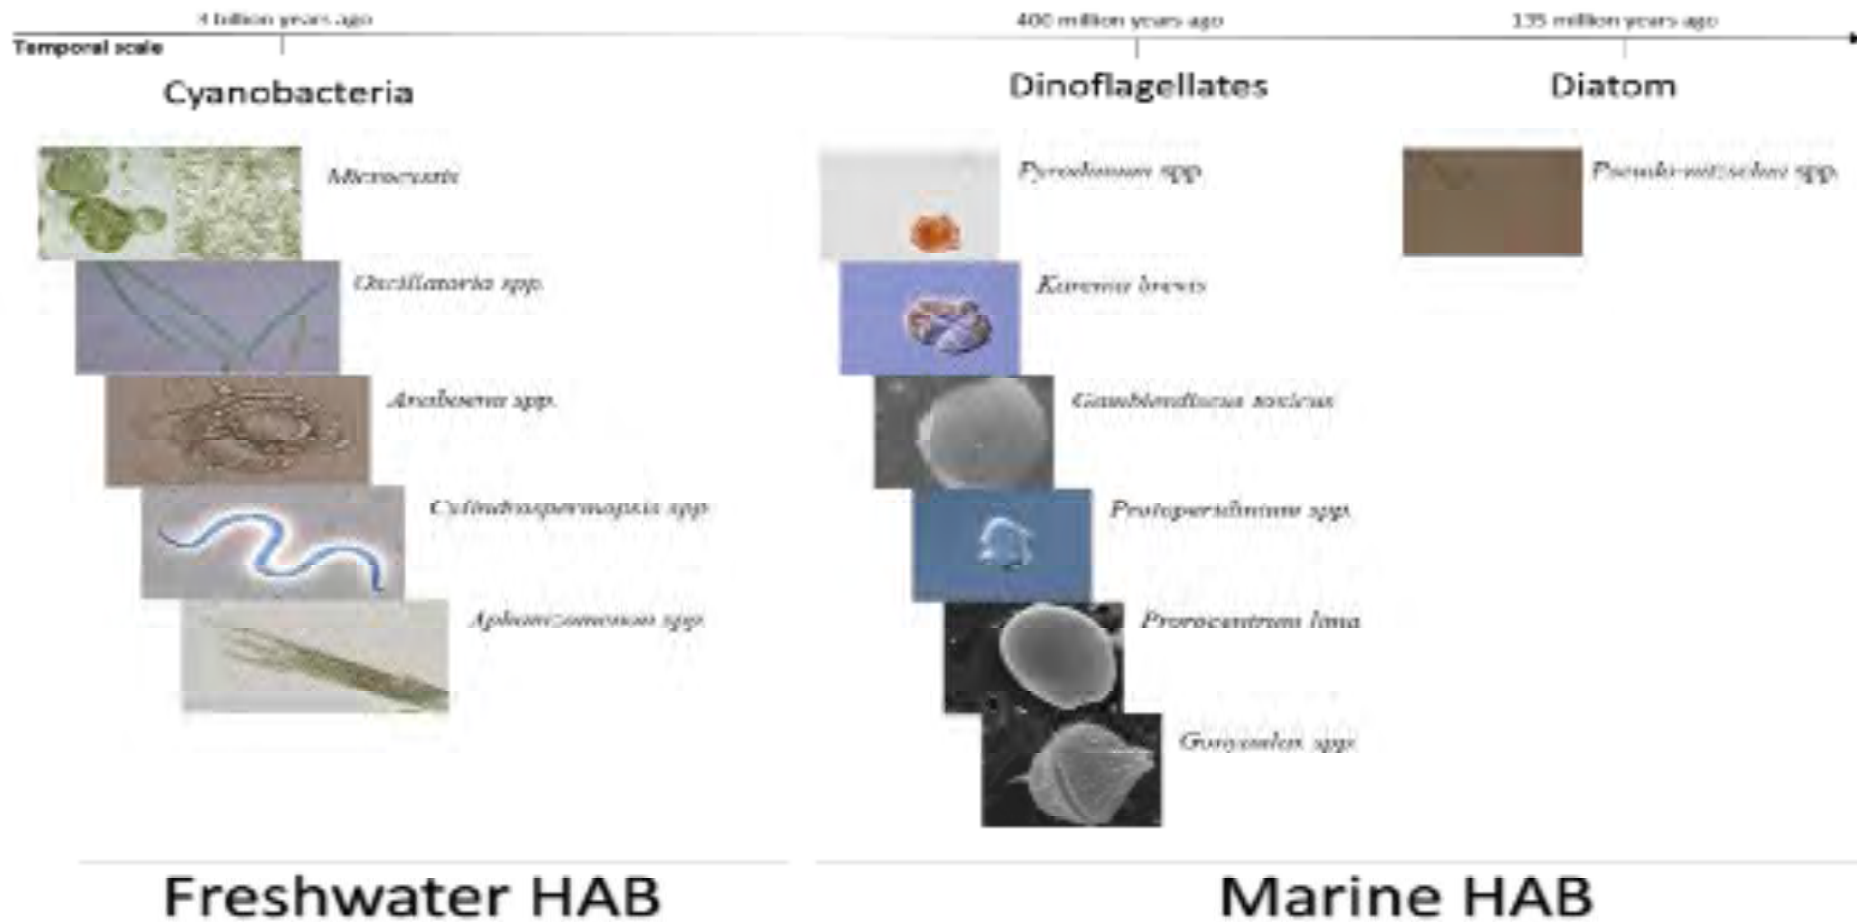 3 billion years ago
400 million years ago
135 million years ago
Temporal scale
Cyanobacteria
Dinoflagellates
Diatom
Microcystis
Pyrodinium spp.
Pseudo-nitzschia spp.
Oscillatoria spp.
Karenia brevis
Anabaena spp.
Gambierdiscus toxicus
Cylindrospermopsis spp.
Protoperidinium spp.
Aphanizomenon spp.
Prorocentrum lima
Gonyaulax spp.
Freshwater HAB
Marine HAB